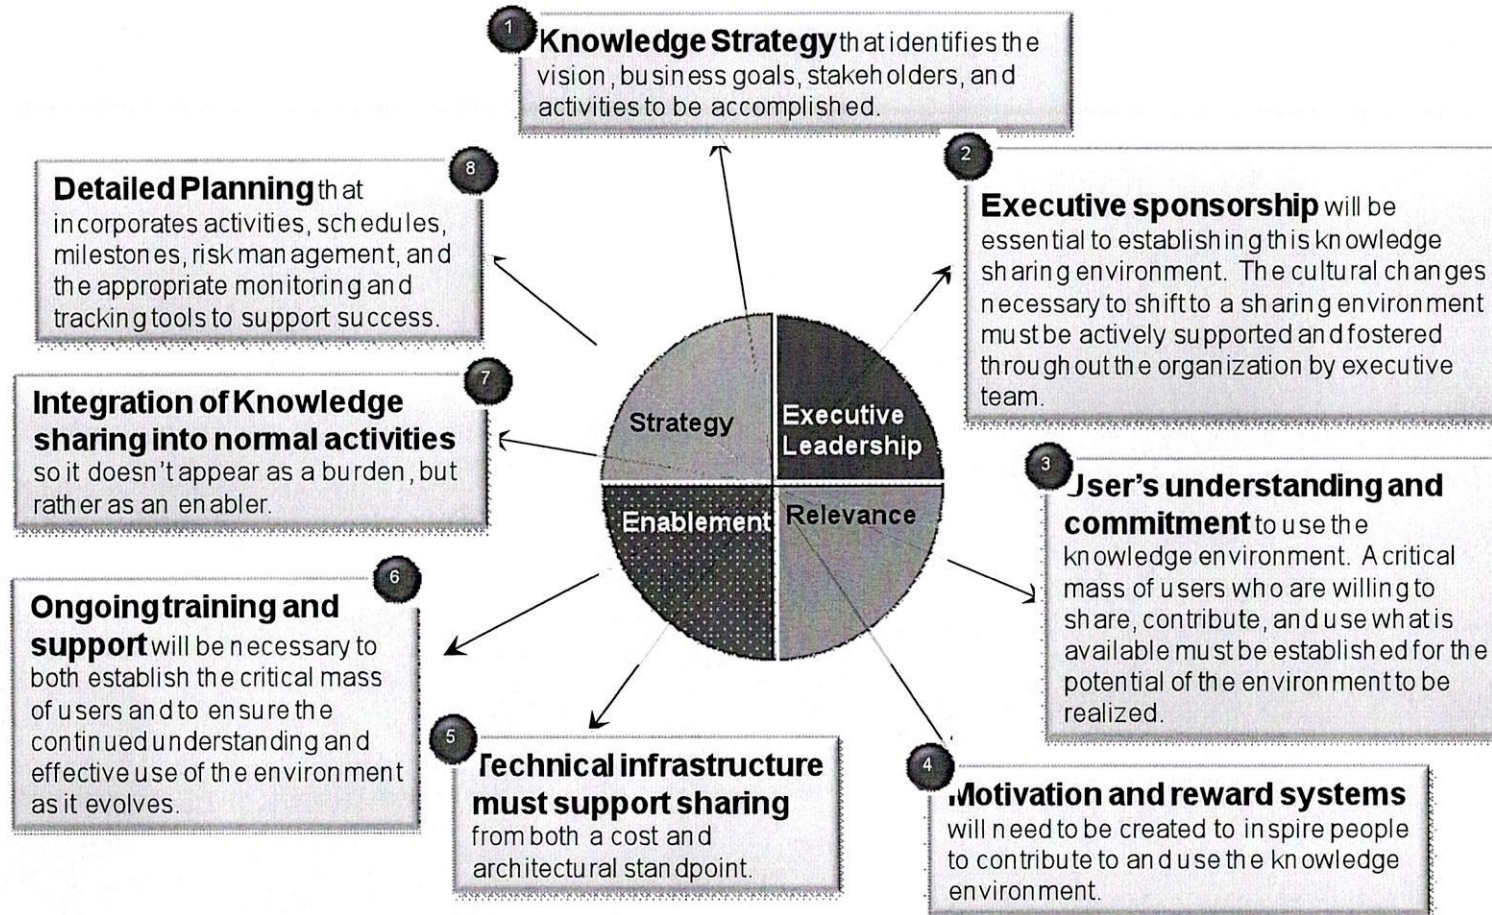 1
Knowledge Strategy that identifies the
vision, business goals, stakeholders, and
activities to be accomplished.
2
Executive sponsorship will be
essential to establishing this knowledge
sharing environment. The cultural changes
necessary to shift to a sharing environment
must be actively supported and fostered
throughout the organization by executive
team.
3
User's understanding and
commitment to use the
knowledge environment. A critical
mass of users who are willing to
share, contribute, and use what is
available must be established for the
potential of the environment to be
realized.
4
Motivation and reward systems
will need to be created to inspire people
to contribute to and use the knowledge
environment.
5
Technical infrastructure
must support sharing
from both a cost and
architectural standpoint.
6
Ongoing training and
support will be necessary to
both establish the critical mass
of users and to ensure the
continued understanding and
effective use of the environment
as it evolves.
7
Integration of Knowledge
sharing into normal activities
so it doesn't appear as a burden, but
rather as an enabler.
8
Detailed Planning that
incorporates activities, schedules,
milestones, risk management, and
the appropriate monitoring and
tracking tools to support success.
Strategy
Executive
Leadership
Enablement
Relevance